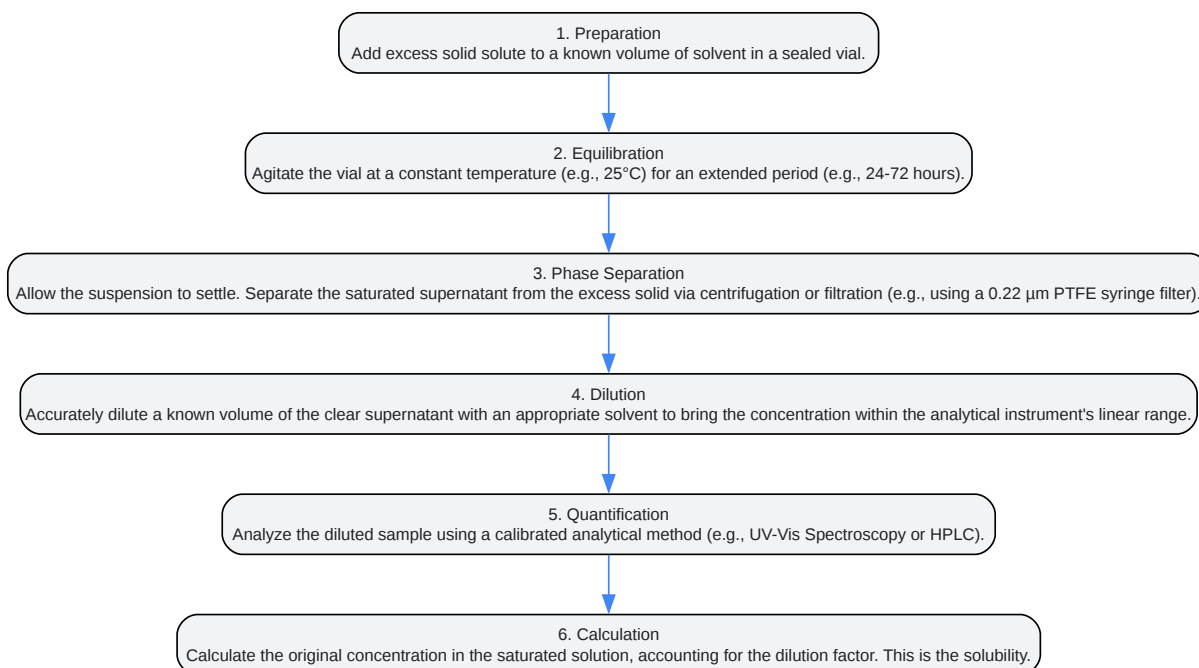 1. Preparation
Add excess solid solute to a known volume of solvent in a sealed vial.
2. Equilibration
Agitate the vial at a constant temperature (e.g., 25°C) for an extended period (e.g., 24-72 hours).
3. Phase Separation
Allow the suspension to settle. Separate the saturated supernatant from the excess solid via centrifugation or filtration (e.g., using a 0.22 µm PTFE syringe filter).
4. Dilution
Accurately dilute a known volume of the clear supernatant with an appropriate solvent to bring the concentration within the analytical instrument's linear range.
5. Quantification
Analyze the diluted sample using a calibrated analytical method (e.g., UV-Vis Spectroscopy or HPLC).
6. Calculation
Calculate the original concentration in the saturated solution, accounting for the dilution factor. This is the solubility.